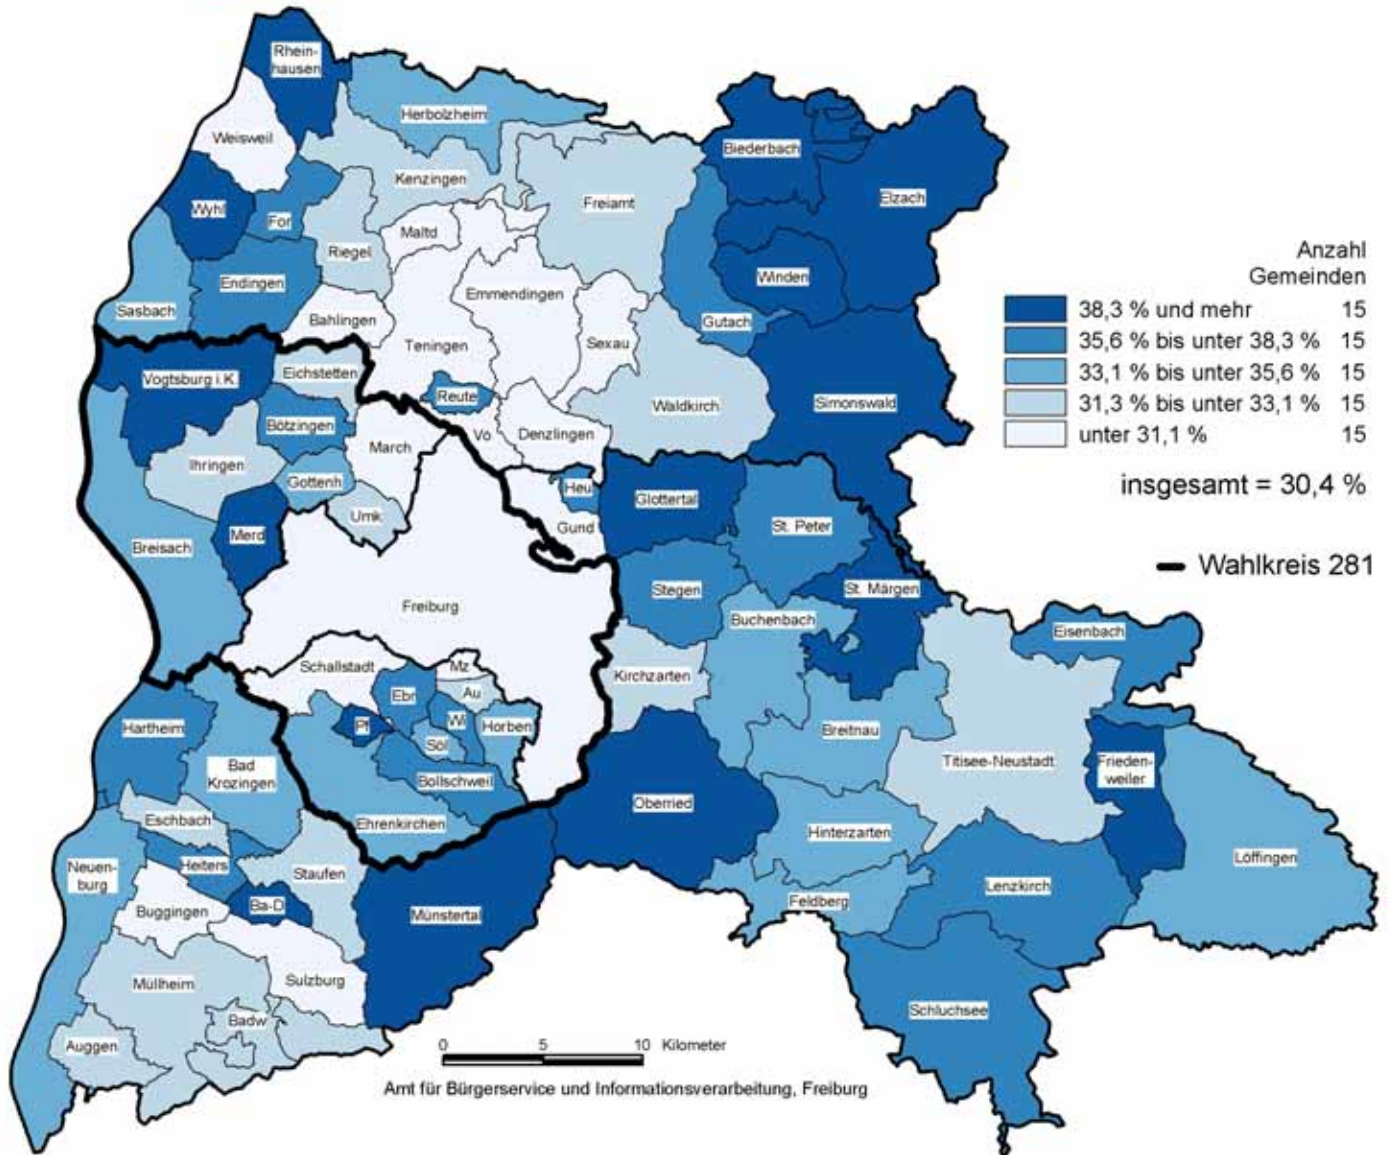 Rhein-
hausen
Herbolzheim
Weisweil
Biederbach
Kenzingen
Elzach
Freiamt
Wyhl
For
Maltd
Riegel
Winden
Endingen
Emmendingen
Sasbach
Bahlingen
Gutach
Sexau
Teningen
Eichstetten
Vogtsburg i.K.
Reute
Waldkirch
Simonswald
Bötzingen
Vö
Denzlingen
March
Ihringen
Gottenh
Heu
Glottertal
Umk
Gund
St. Peter
Merd
Breisach
Stegen
St. Märgen
Freiburg
Buchenbach
Eisenbach
Schallstadt
Mz
Kirchzarten
Ebr
Au
Hartheim
Pf
Wi
Horben
Breitnau
Söl
Bad
Krozingen
Titisee-Neustadt
Frieden-
weiler
Bollschweil
Oberried
Eschbach
Ehrenkirchen
Hinterzarten
Neuen-
burg
Heiters
Staufen
Löffingen
Lenzkirch
Ba-D
Buggingen
Münstertal
Feldberg
Müllheim
Sulzburg
Schluchsee
Badw
Auggen
Anzahl
Gemeinden
38,3 % und mehr 15
35,6 % bis unter 38,3 % 15
33,1 % bis unter 35,6 % 15
31,3 % bis unter 33,1 % 15
unter 31,1 % 15
insgesamt = 30,4 %
Wahlkreis 281
0 5 10 Kilometer
Amt für Bürgerservice und Informationsverarbeitung, Freiburg